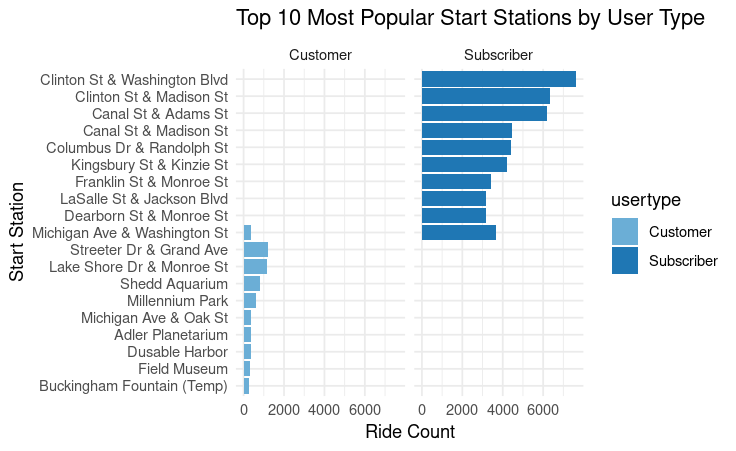 Top 10 Most Popular Start Stations by User Type
Customer
Subscriber
Start Station
Clinton St & Washington Blvd
Clinton St & Madison St
Canal St & Adams St
Canal St & Madison St
Columbus Dr & Randolph St
Kingsbury St & Kinzie St
Franklin St & Monroe St
LaSalle St & Jackson Blvd
Dearborn St & Monroe St
Michigan Ave & Washington St
Streeter Dr & Grand Ave
Lake Shore Dr & Monroe St
Shedd Aquarium
Millennium Park
Michigan Ave & Oak St
Adler Planetarium
Dusable Harbor
Field Museum
Buckingham Fountain (Temp)
0 2000 4000 6000
0 2000 4000 6000
Ride Count
usertype
Customer
Subscriber